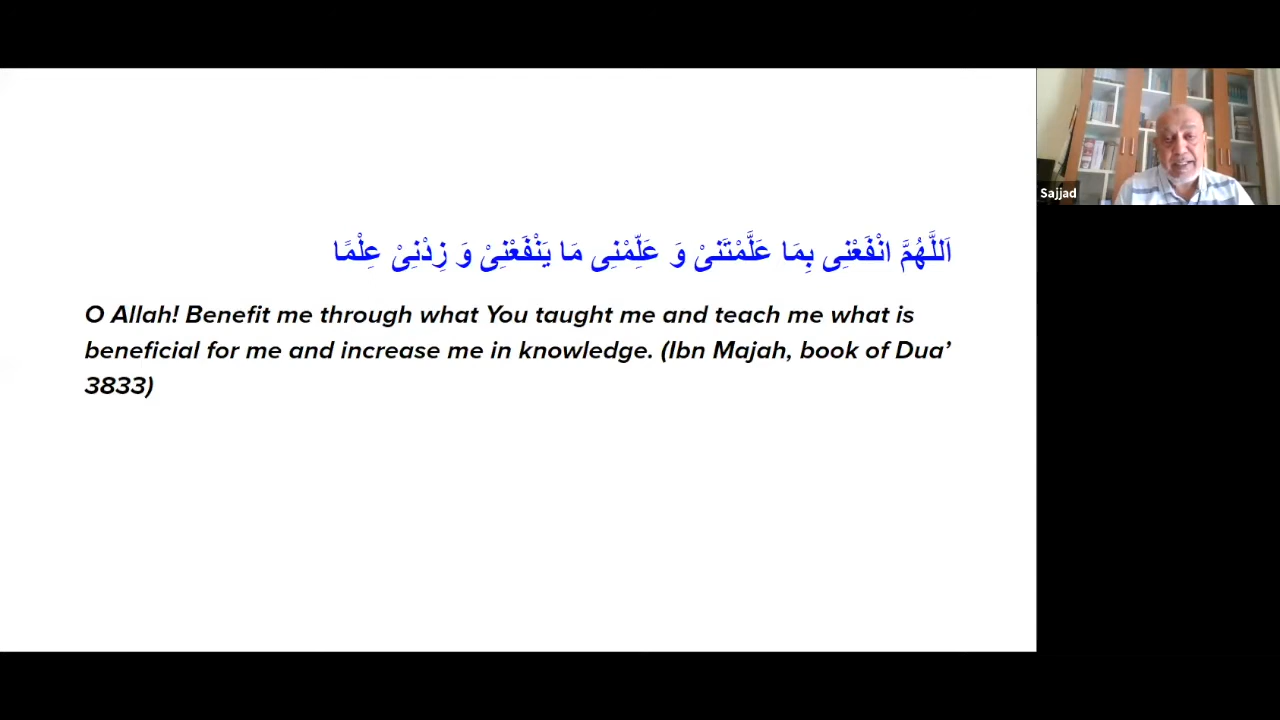 اَللَّهُمَّ انْفَعْنِی بِمَا عَلَّمْتَنیْ وَ عَلِّمْنِی مَا یَنْفَعْنِیْ وَ زِدْنِیْ عِلْمًا
O Allah! Benefit me through what You taught me and teach me what is
beneficial for me and increase me in knowledge. (Ibn Majah, book of Dua’
3833)
Sajjad